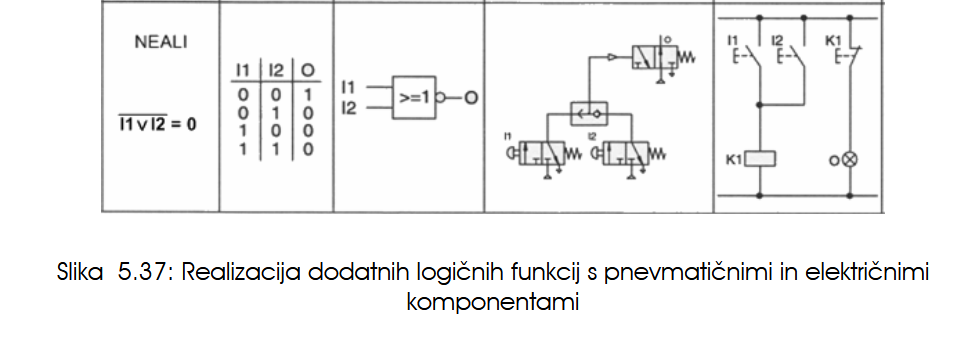 NEALI
I1 v I2 = 0
I1 I2 O
0 0 1
0 1 0
1 0 0
1 1 0
I1
I2
>=1
O
O
I1
I2
I1
I2
K1
K1
O
Slika 5.37: Realizacija dodatnih logičnih funkcij s pnevmatičnimi in električnimi
komponentami